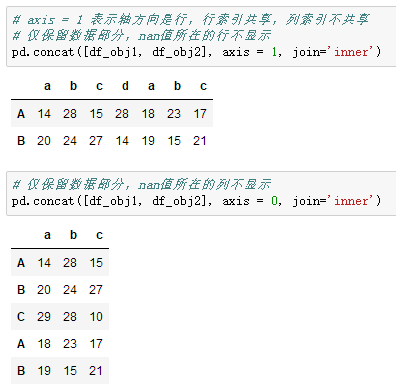 # axis = 1 表示轴方向是行，行索引共享，列索引不共享
# 仅保留数据部分，nan值所在的行不显示
pd.concat([df_obj1, df_obj2], axis = 1, join='inner')
a b c d a b c
A 14 28 15 28 18 23 17
B 20 24 27 14 19 15 21
# 仅保留数据部分，nan值所在的列不显示
pd.concat([df_obj1, df_obj2], axis = 0, join='inner')
a b c
A 14 28 15
B 20 24 27
C 29 28 10
A 18 23 17
B 19 15 21